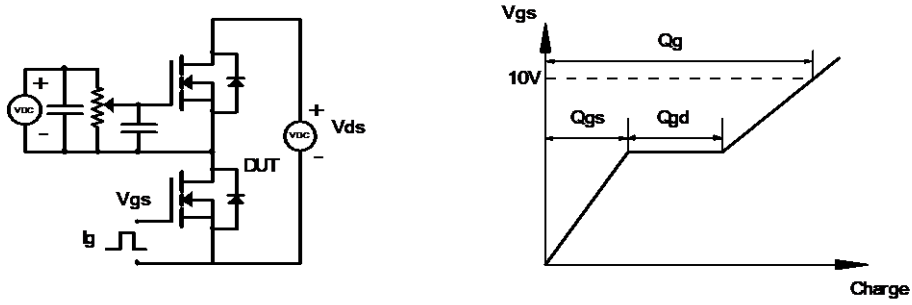 +
VDC
−
+
VDC
−
Vds
DUT
Vgs
Ig
Vgs
Qg
10V
Qgs
Qgd
Charge